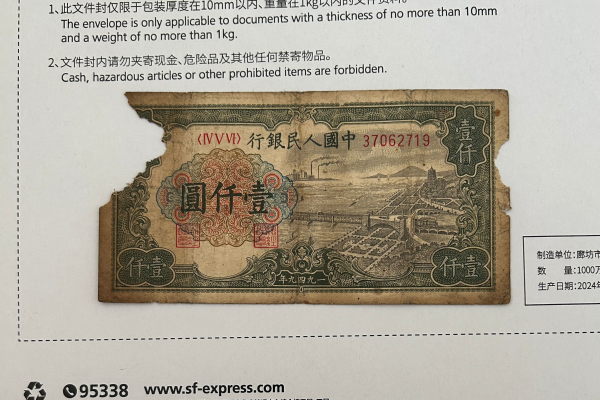 1、此文件封仅限于包装厚度在10mm以内、重量在1kg以内的文件资料。
The envelope is only applicable to documents with a thickness of no more than 10mm
and a weight of no more than 1kg.
2、文件封内请勿夹寄现金、危险品及其他任何禁寄物品。
Cash, hazardous articles or other prohibited items are forbidden.
行銀民人國中
〈ⅣⅤⅥ〉
37062719
壹仟
圓仟壹
仟壹
仟壹
年九四九一
制造单位：廊坊市
数 量：1000万
生产日期：2024年
95338 www.sf-express.com